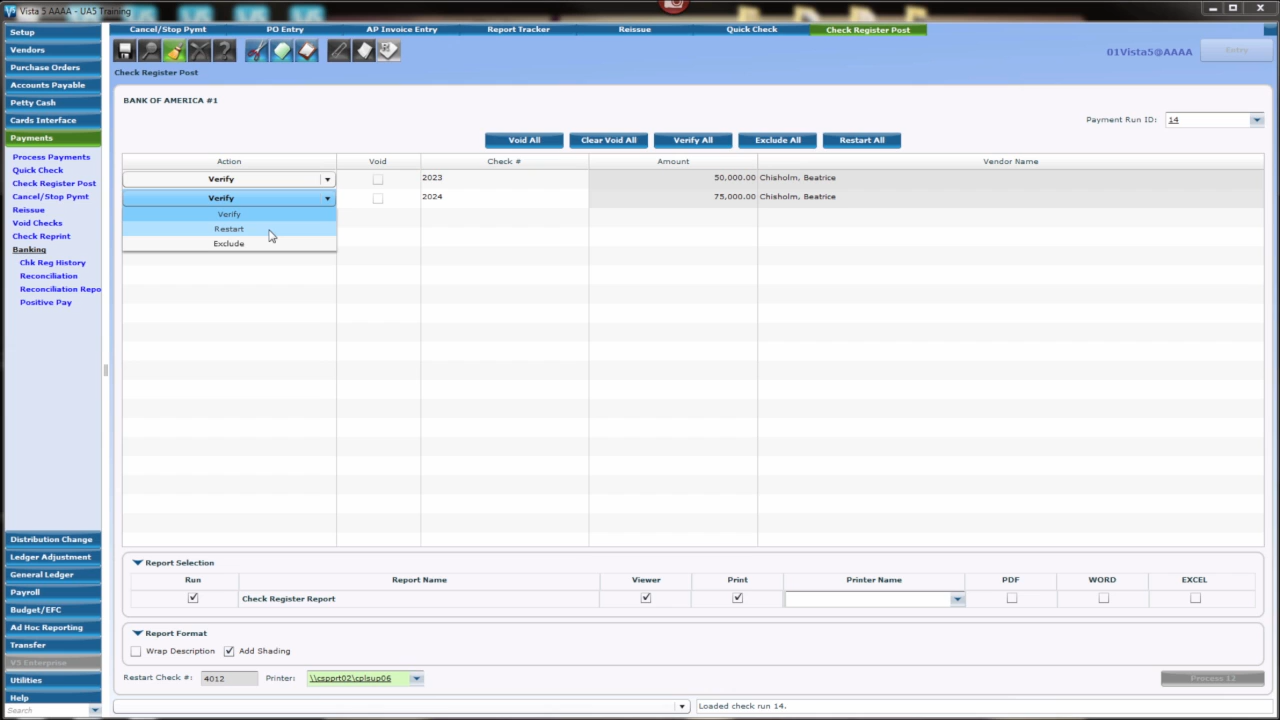 Vista 5 AAAA - UA5 Training
Setup
Vendors
Purchase Orders
Accounts Payable
Petty Cash
Cards Interface
Payments
Process Payments
Quick Check
Check Register Post
Cancel/Stop Pymt
Reissue
Void Checks
Check Reprint
Banking
Chk Reg History
Reconciliation
Reconciliation Repo
Positive Pay
Distribution Change
Ledger Adjustment
General Ledger
Payroll
Budget/EFC
Ad Hoc Reporting
Transfer
V5 Enterprise
Utilities
Help
Search
Cancel/Stop Pymt PO Entry AP Invoice Entry Report Tracker Reissue Quick Check Check Register Post
01Vista5@AAAA Entry
Check Register Post
BANK OF AMERICA #1
Payment Run ID: 14
Void All Clear Void All Verify All Exclude All Restart All
Action Void Check # Amount Vendor Name
Verify 2023 50,000.00 Chisholm, Beatrice
Verify 2024 75,000.00 Chisholm, Beatrice
Verify
Restart
Exclude
Report Selection
Run Report Name Viewer Print Printer Name PDF WORD EXCEL
Check Register Report
Report Format
Wrap Description Add Shading
Restart Check #: 4012 Printer: \\cspprt02\cplsup06 Process 12
Loaded check run 14.